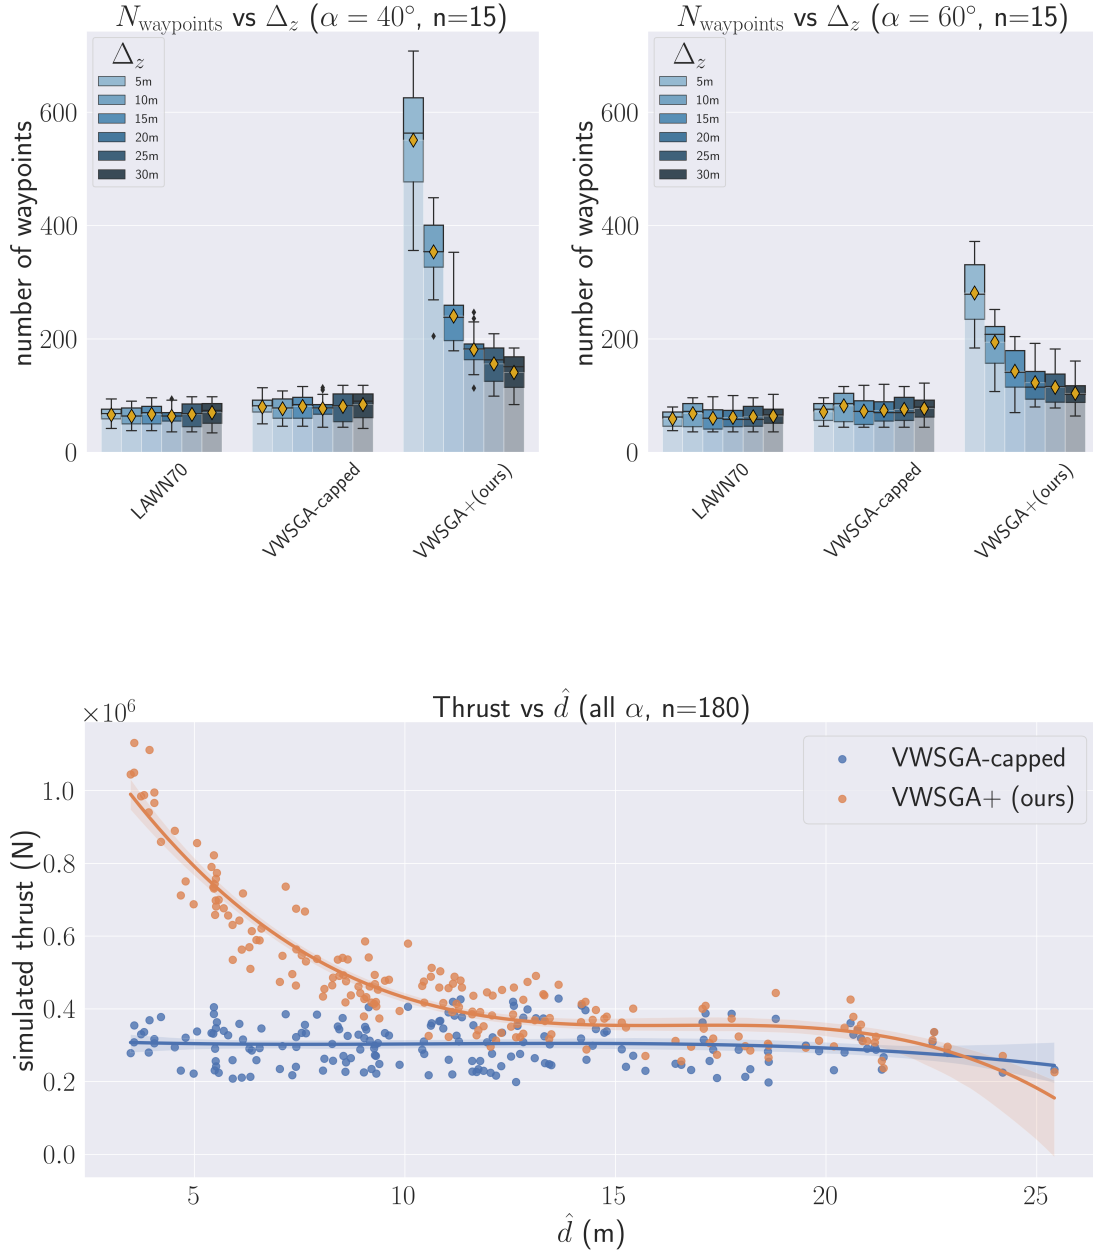 N_waypoints vs Δ_z (α = 40°, n=15)
number of waypoints
600
400
200
0
Δ_z
5m
10m
15m
20m
25m
30m
LAWN70
VWSGA-capped
VWSGA+(ours)
N_waypoints vs Δ_z (α = 60°, n=15)
number of waypoints
600
400
200
0
Δ_z
5m
10m
15m
20m
25m
30m
LAWN70
VWSGA-capped
VWSGA+(ours)
Thrust vs d̂ (all α, n=180)
×10⁶
simulated thrust (N)
1.0
0.8
0.6
0.4
0.2
0.0
VWSGA-capped
VWSGA+ (ours)
5
10
15
20
25
d̂ (m)